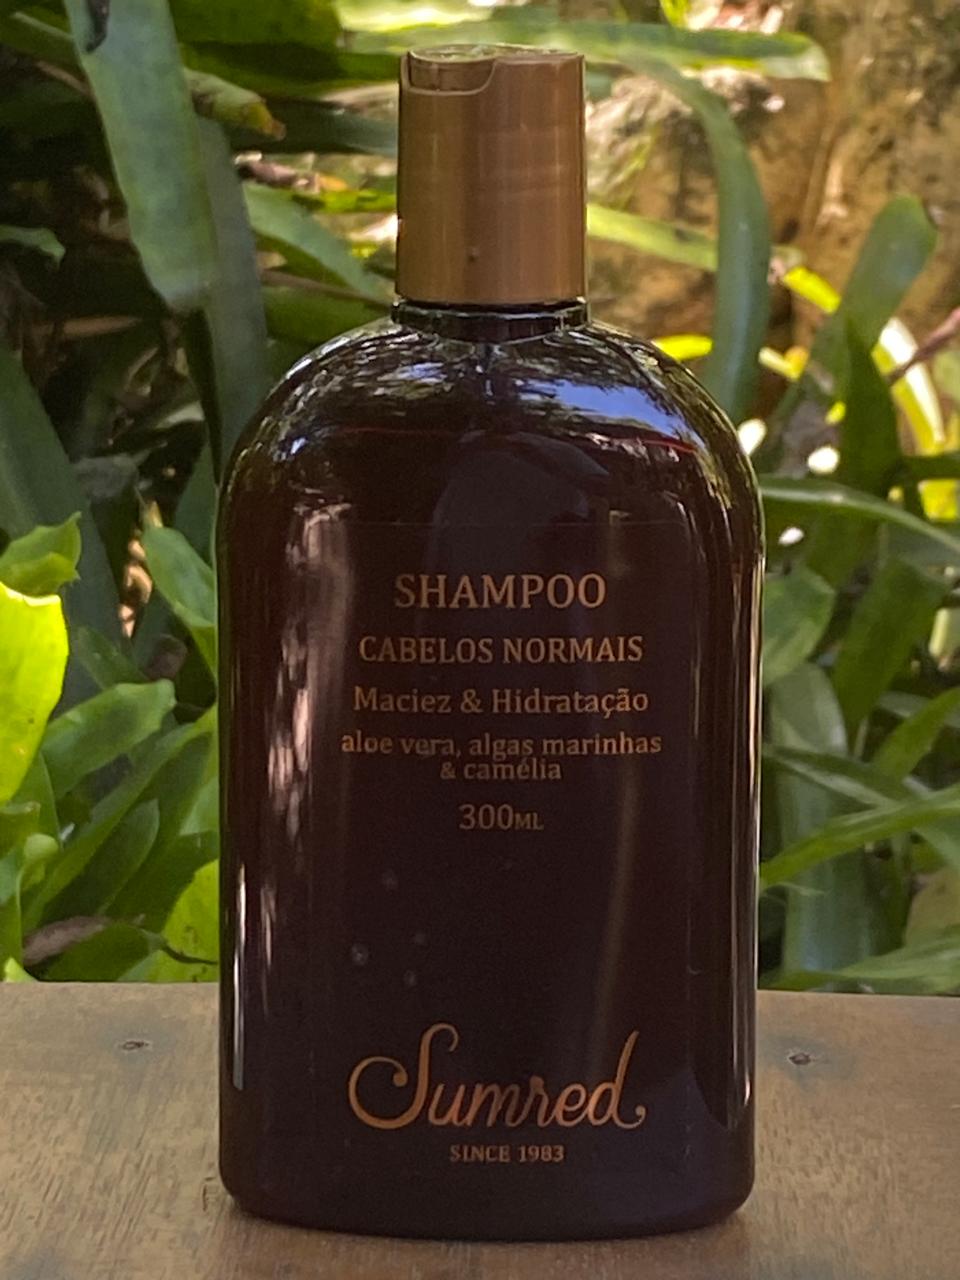 SHAMPOO
CABELOS NORMAIS
Maciez & Hidratação
aloe vera, algas marinhas
& camélia
300ML
Sumred
SINCE 1983